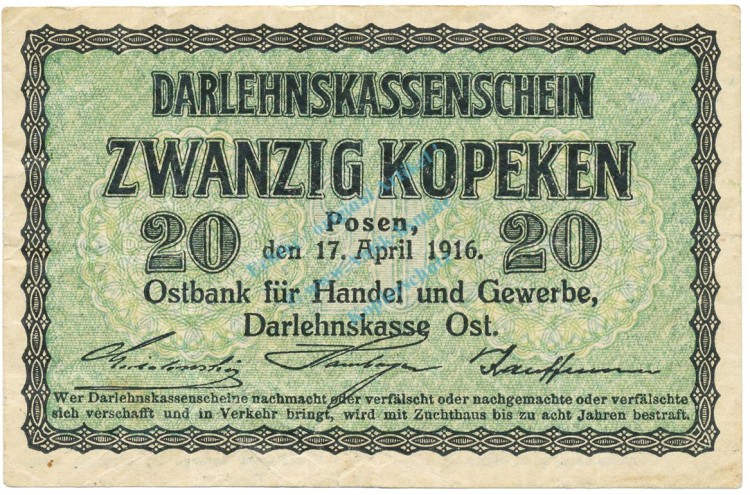 DARLEHNSKASSENSCHEIN
ZWANZIG KOPEKEN
20 Posen, 20
den 17. April 1916.
Ostbank für Handel und Gewerbe,
Darlehnskasse Ost.
Wer Darlehnskassenscheine nachmacht oder verfälscht oder nachgemachte oder verfälschte
sich verschafft und in Verkehr bringt, wird mit Zuchthaus bis zu acht Jahren bestraft.